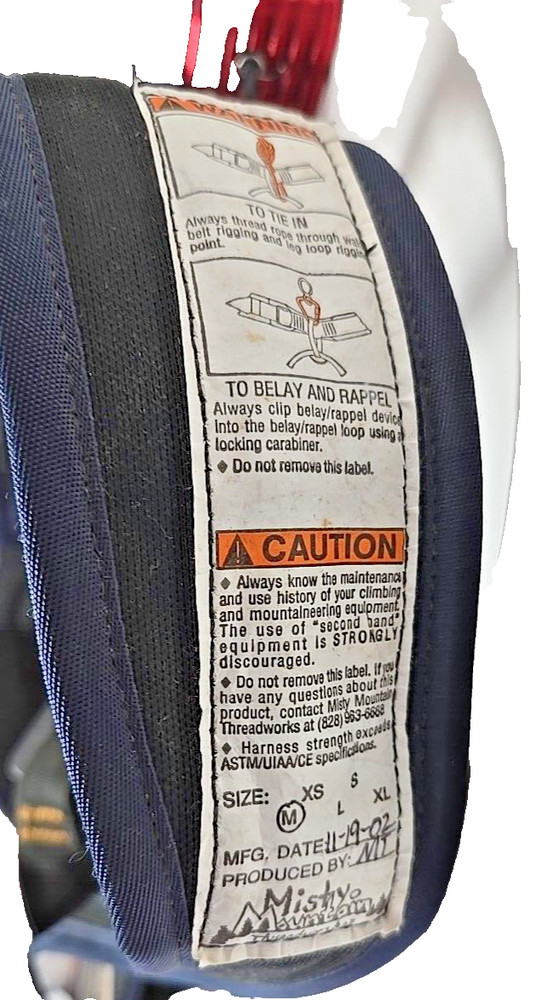 WARNING
TO TIE IN
Always thread rope through
belt rigging and leg loop
point.
TO BELAY AND RAPPEL
Always clip belay/rappel
into the belay/rappel loop using
locking carabiner.
◆ Do not remove this label.
CAUTION
◆ Always know the maintenance
and use history of your climbing
and mountaineering equipment.
The use of "second hand"
equipment is STRONGLY
discouraged.
◆ Do not remove this label. If you
have any questions about this
product, contact Misty Mountain
Threadworks at (828) 963-6688
◆ Harness strength exceeds
ASTM/UIAA/CE specifications.
SIZE: XS S M L XL
MFG. DATE: 11-19-02
PRODUCED BY:
Misty
Mountain